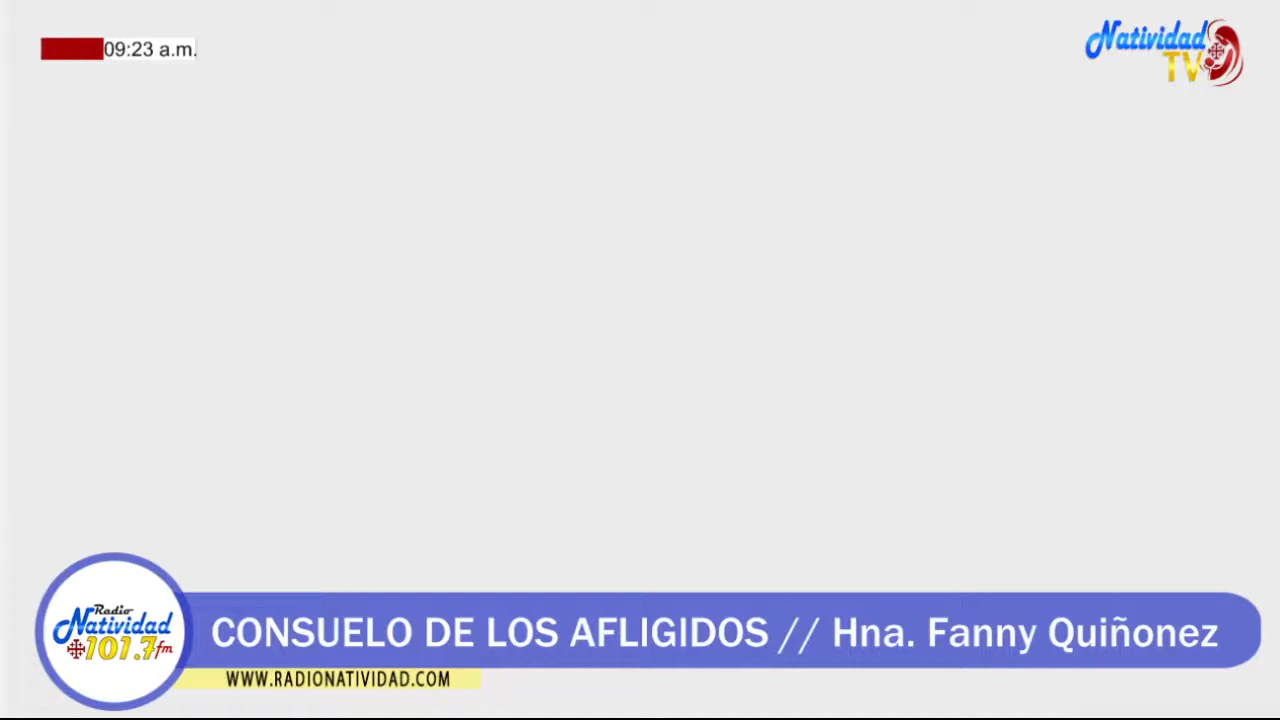 09:23 a.m.
Natividad
TV
Radio
Natividad
101.7 fm
CONSUELO DE LOS AFLIGIDOS // Hna. Fanny Quiñonez
WWW.RADIONATIVIDAD.COM